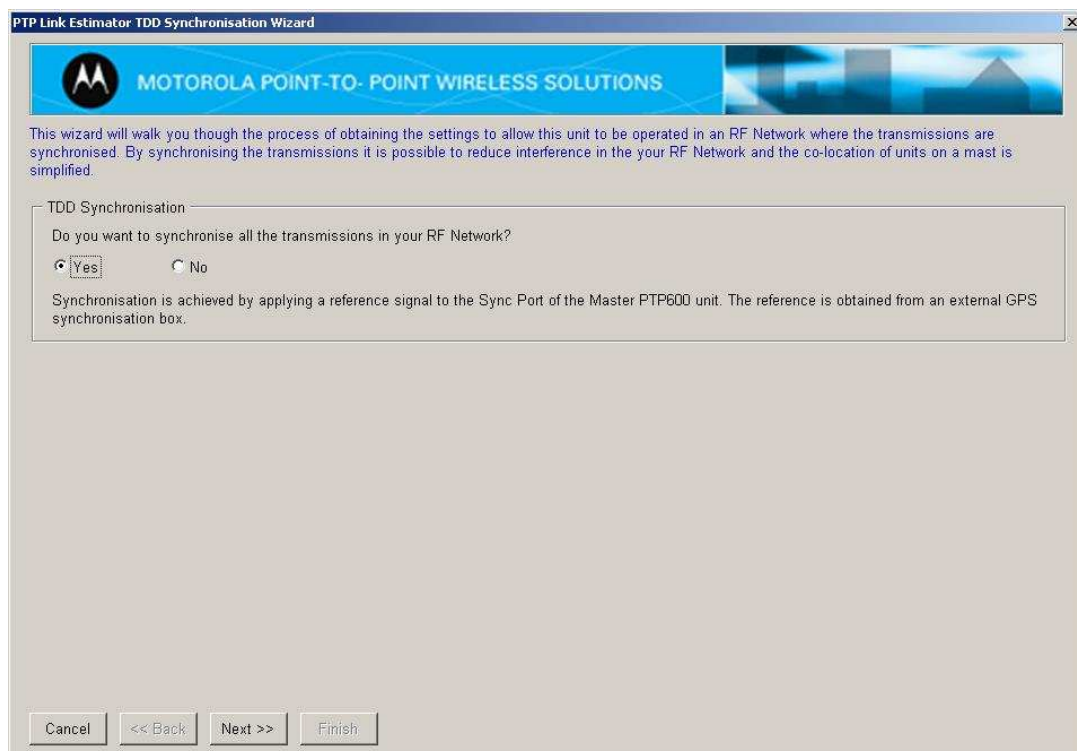 PTP Link Estimator TDD Synchronisation Wizard
MOTOROLA POINT-TO- POINT WIRELESS SOLUTIONS
This wizard will walk you though the process of obtaining the settings to allow this unit to be operated in an RF Network where the transmissions are
synchronised. By synchronising the transmissions it is possible to reduce interference in the your RF Network and the co-location of units on a mast is
simplified.
TDD Synchronisation
Do you want to synchronise all the transmissions in your RF Network?
Yes No
Synchronisation is achieved by applying a reference signal to the Sync Port of the Master PTP600 unit. The reference is obtained from an external GPS
synchronisation box.
Cancel << Back Next >> Finish